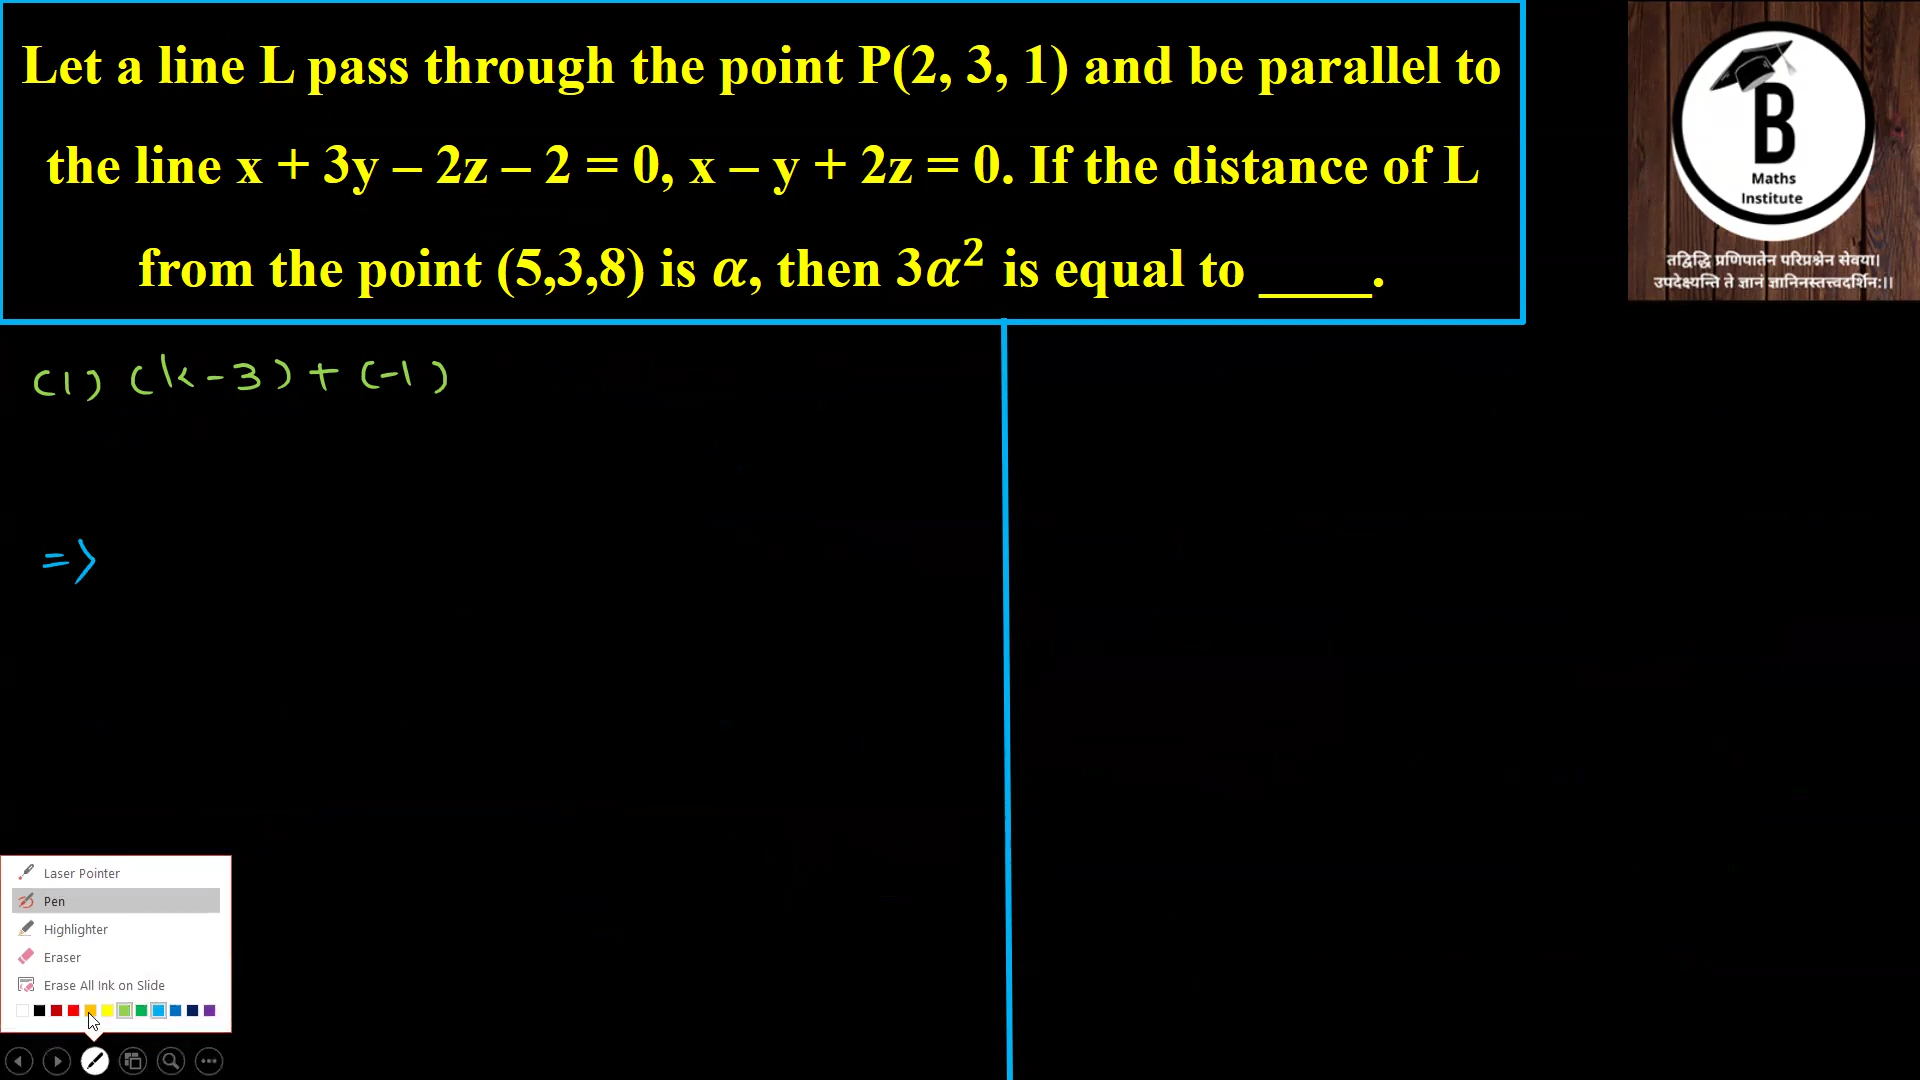 Let a line L pass through the point P(2, 3, 1) and be parallel to
the line x + 3y – 2z – 2 = 0, x – y + 2z = 0. If the distance of L
from the point (5,3,8) is α, then 3α² is equal to ____.
B
Maths
Institute
तद्विद्धि प्रणिपातेन परिप्रश्नेन सेवया।
उपदेक्ष्यन्ति ते ज्ञानं ज्ञानिनस्तत्त्वदर्शिन:।।
(1) (k-3) + (-1)
=>
Laser Pointer
Pen
Highlighter
Eraser
Erase All Ink on Slide